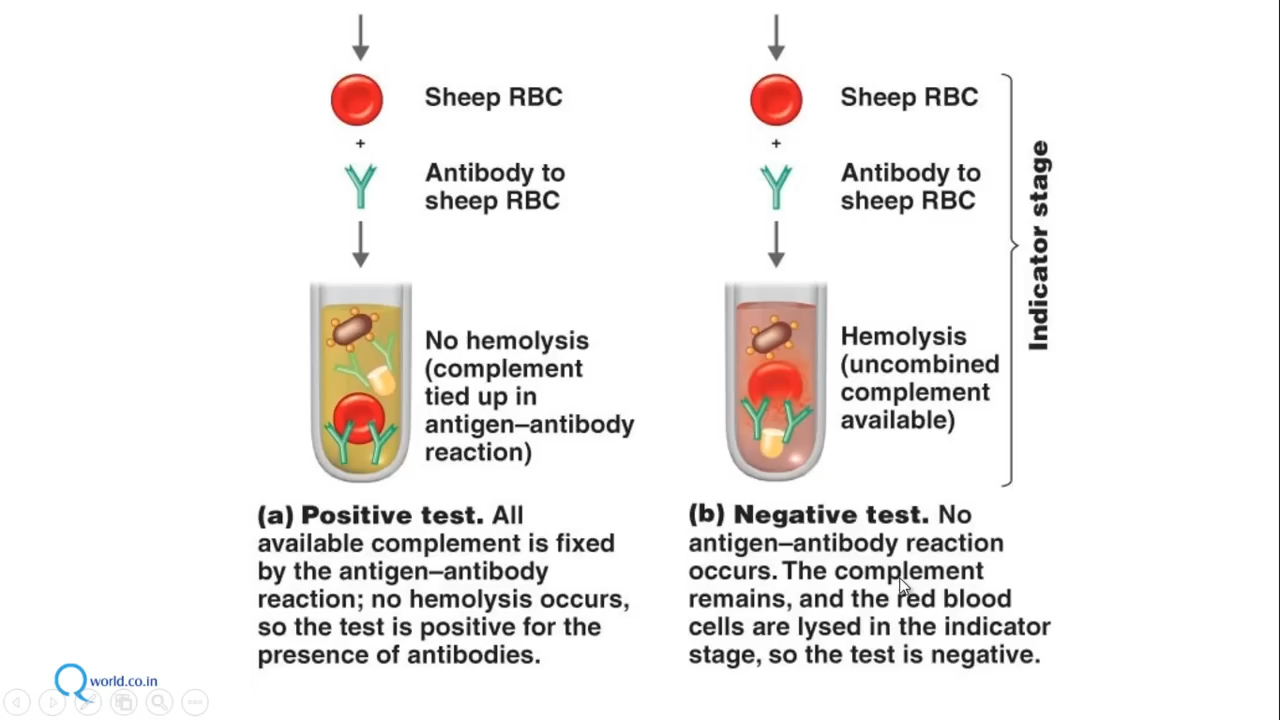 Sheep RBC
+
Antibody to
sheep RBC
No hemolysis
(complement
tied up in
antigen–antibody
reaction)
(a) Positive test. All
available complement is fixed
by the antigen–antibody
reaction; no hemolysis occurs,
so the test is positive for the
presence of antibodies.
Sheep RBC
+
Antibody to
sheep RBC
Hemolysis
(uncombined
complement
available)
Indicator stage
(b) Negative test. No
antigen–antibody reaction
occurs. The complement
remains, and the red blood
cells are lysed in the indicator
stage, so the test is negative.
Qworld.co.in